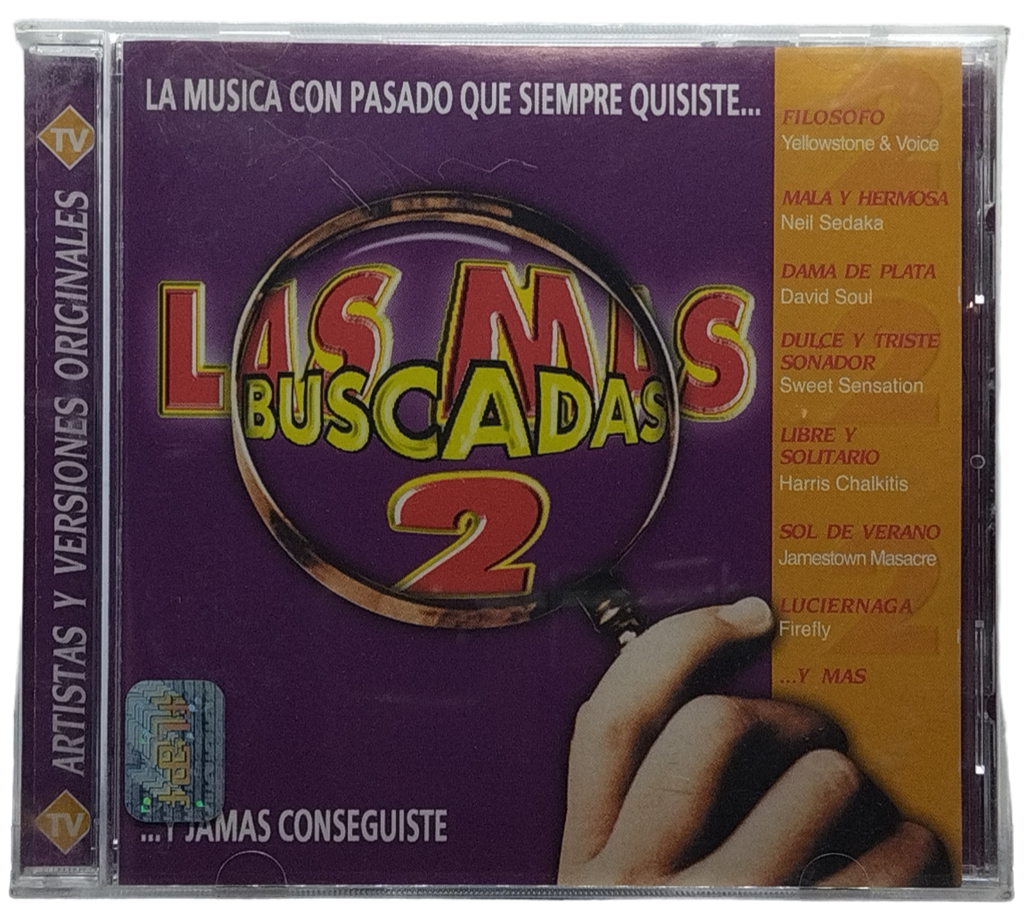 LA MUSICA CON PASADO QUE SIEMPRE QUISISTE...
TV
ARTISTAS Y VERSIONES ORIGINALES
TV
LAS MAS
BUSCADAS
2
FILOSOFO
Yellowstone & Voice
MALA Y HERMOSA
Neil Sedaka
DAMA DE PLATA
David Soul
DULCE Y TRISTE
SONADOR
Sweet Sensation
LIBRE Y
SOLITARIO
Harris Chalkitis
SOL DE VERANO
Jamestown Masacre
LUCIERNAGA
Firefly
...Y MAS
...Y JAMAS CONSEGUISTE